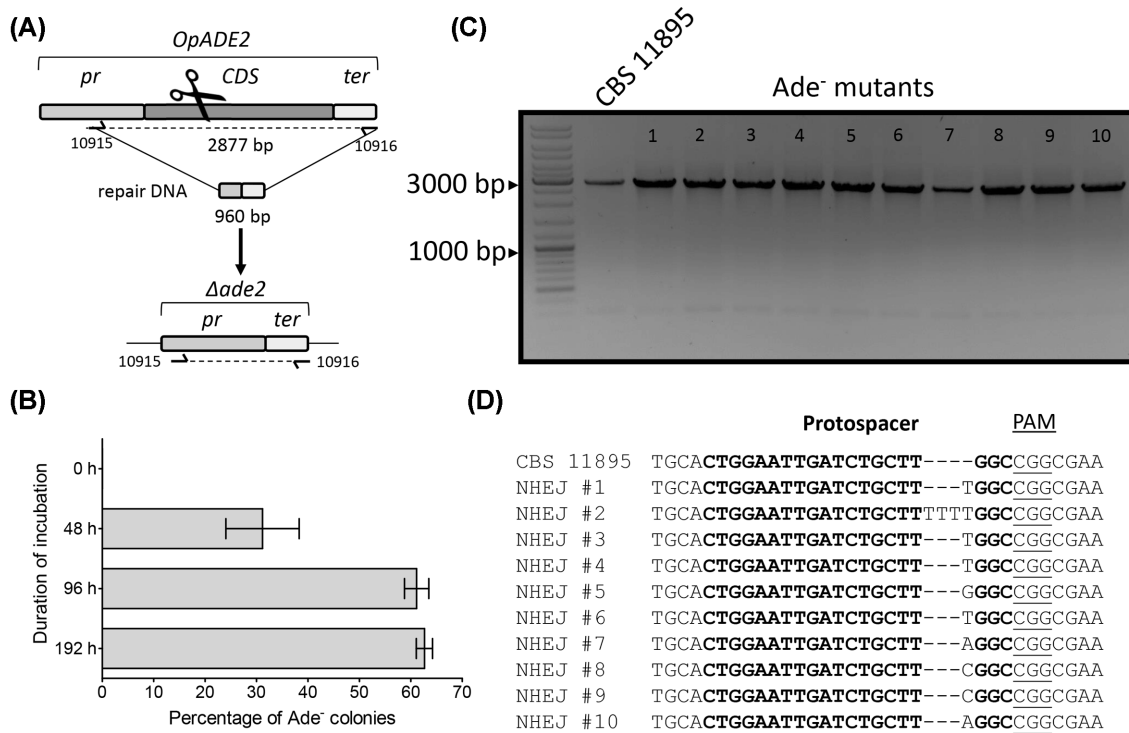 (A)
OpADE2
pr CDS ter
10915 2877 bp 10916
repair DNA
960 bp
Δade2
pr ter
10915 10916
(B)
Duration of incubation
0 h
48 h
96 h
192 h
0 10 20 30 40 50 60 70
Percentage of Ade- colonies
(C)
CBS 11895
Ade- mutants
1 2 3 4 5 6 7 8 9 10
3000 bp
1000 bp
(D)
Protospacer PAM
CBS 11895 TGCACTGGAATTGATCTGCTT----GGCCGGCGAA
NHEJ #1 TGCACTGGAATTGATCTGCTT---TGGCCGGCGAA
NHEJ #2 TGCACTGGAATTGATCTGCTTTTTTGGCCGGCGAA
NHEJ #3 TGCACTGGAATTGATCTGCTT---TGGCCGGCGAA
NHEJ #4 TGCACTGGAATTGATCTGCTT---TGGCCGGCGAA
NHEJ #5 TGCACTGGAATTGATCTGCTT---GGGCCGGCGAA
NHEJ #6 TGCACTGGAATTGATCTGCTT---TGGCCGGCGAA
NHEJ #7 TGCACTGGAATTGATCTGCTT---AGGCCGGCGAA
NHEJ #8 TGCACTGGAATTGATCTGCTT---CGGCCGGCGAA
NHEJ #9 TGCACTGGAATTGATCTGCTT---CGGCCGGCGAA
NHEJ #10 TGCACTGGAATTGATCTGCTT---AGGCCGGCGAA